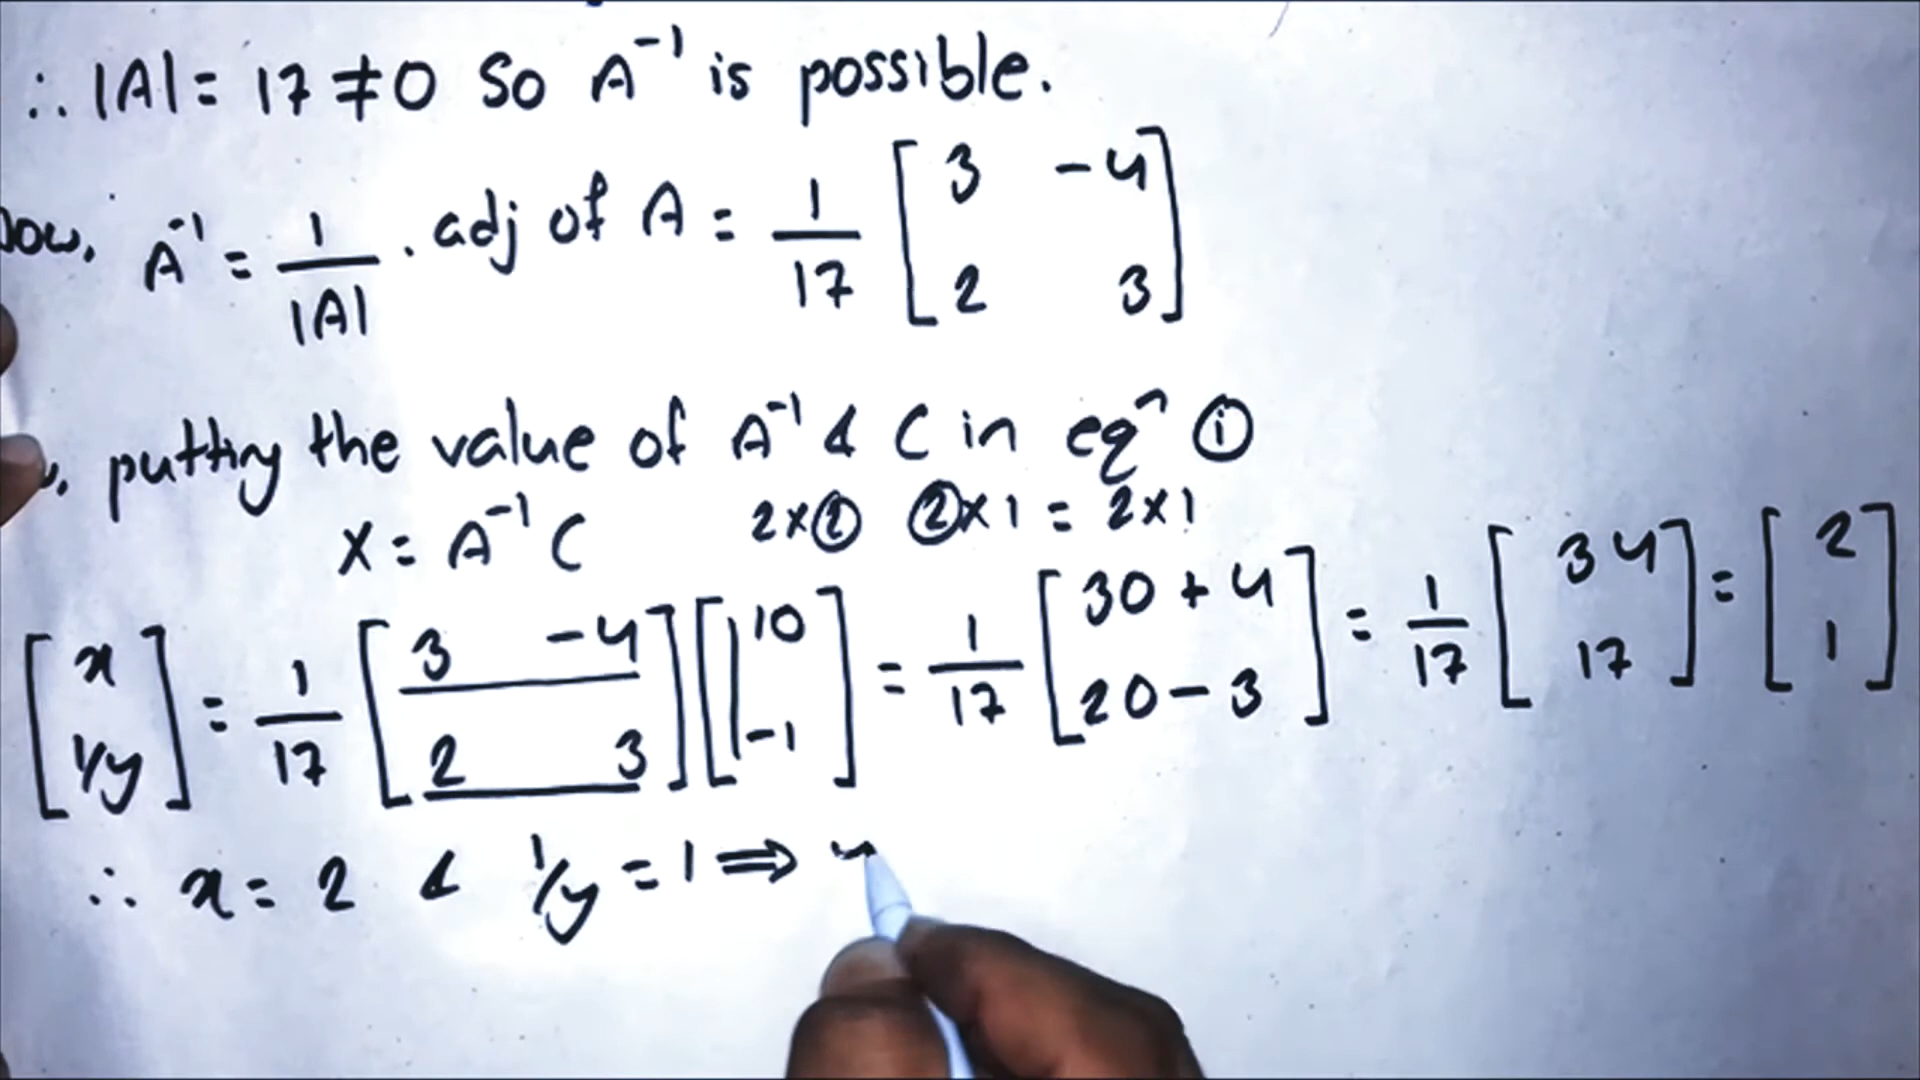 ∴ |A| = 17 ≠ 0 So A⁻¹ is possible.
Now, A⁻¹ = 1/|A| . adj of A = 1/17 [3 -4; 2 3]
putting the value of A⁻¹ & C in eqⁿ ①
X = A⁻¹ C 2×② ②×1 = 2×1
[x; 1/y] = 1/17 [3 -4; 2 3] [10; -1] = 1/17 [30 + 4; 20 - 3] = 1/17 [34; 17] = [2; 1]
∴ x = 2 & 1/y = 1 ⇒